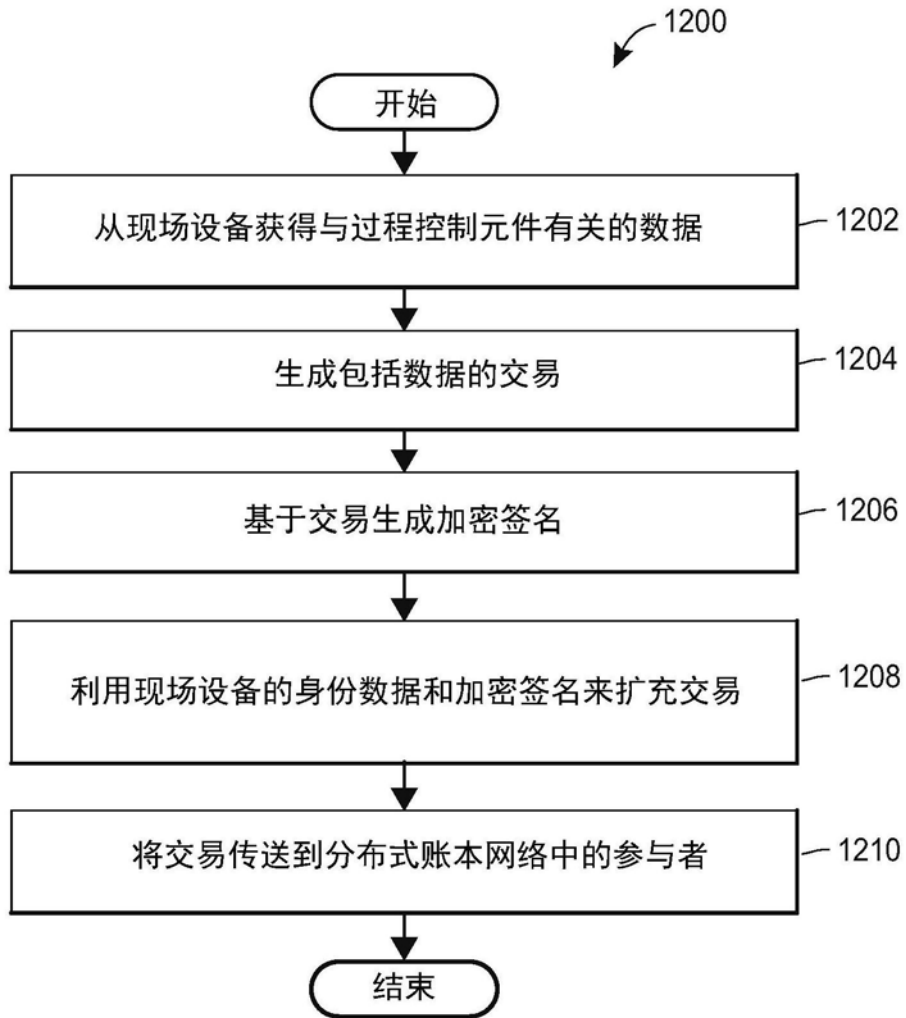 1200
开始
从现场设备获得与过程控制元件有关的数据
1202
生成包括数据的交易
1204
基于交易生成加密签名
1206
利用现场设备的身份数据和加密签名来扩充交易
1208
将交易传送到分布式账本网络中的参与者
1210
结束